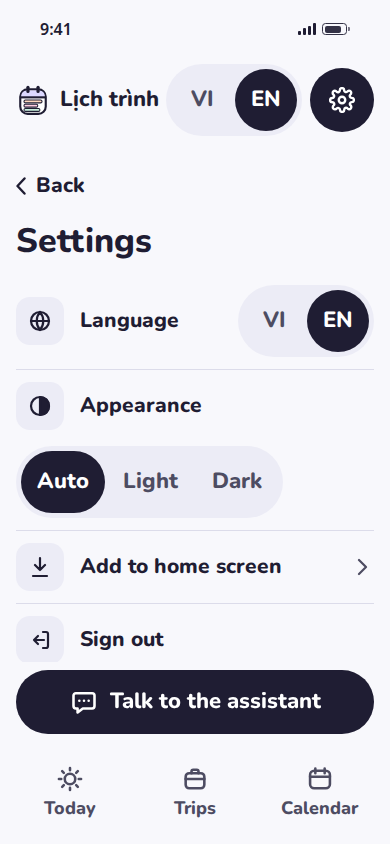 9:41
Lịch trình
VI EN
Back
Settings
Language
VI EN
Appearance
Auto Light Dark
Add to home screen
Sign out
Talk to the assistant
Today Trips Calendar